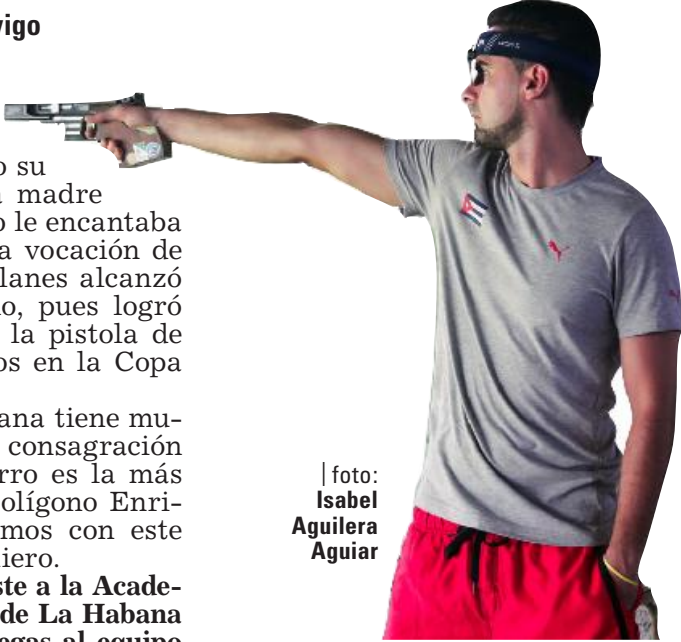 vigo
o su
madre
o le encantaba
a vocación de
lanes alcanzó
o, pues logró
la pistola de
os en la Copa
ana tiene mu-
consagración
rro es la más
olígono Enri-
mos con este
iero.
ste a la Acade-
de La Habana
egas al equipo
| foto:
Isabel
Aguilera
Aguiar